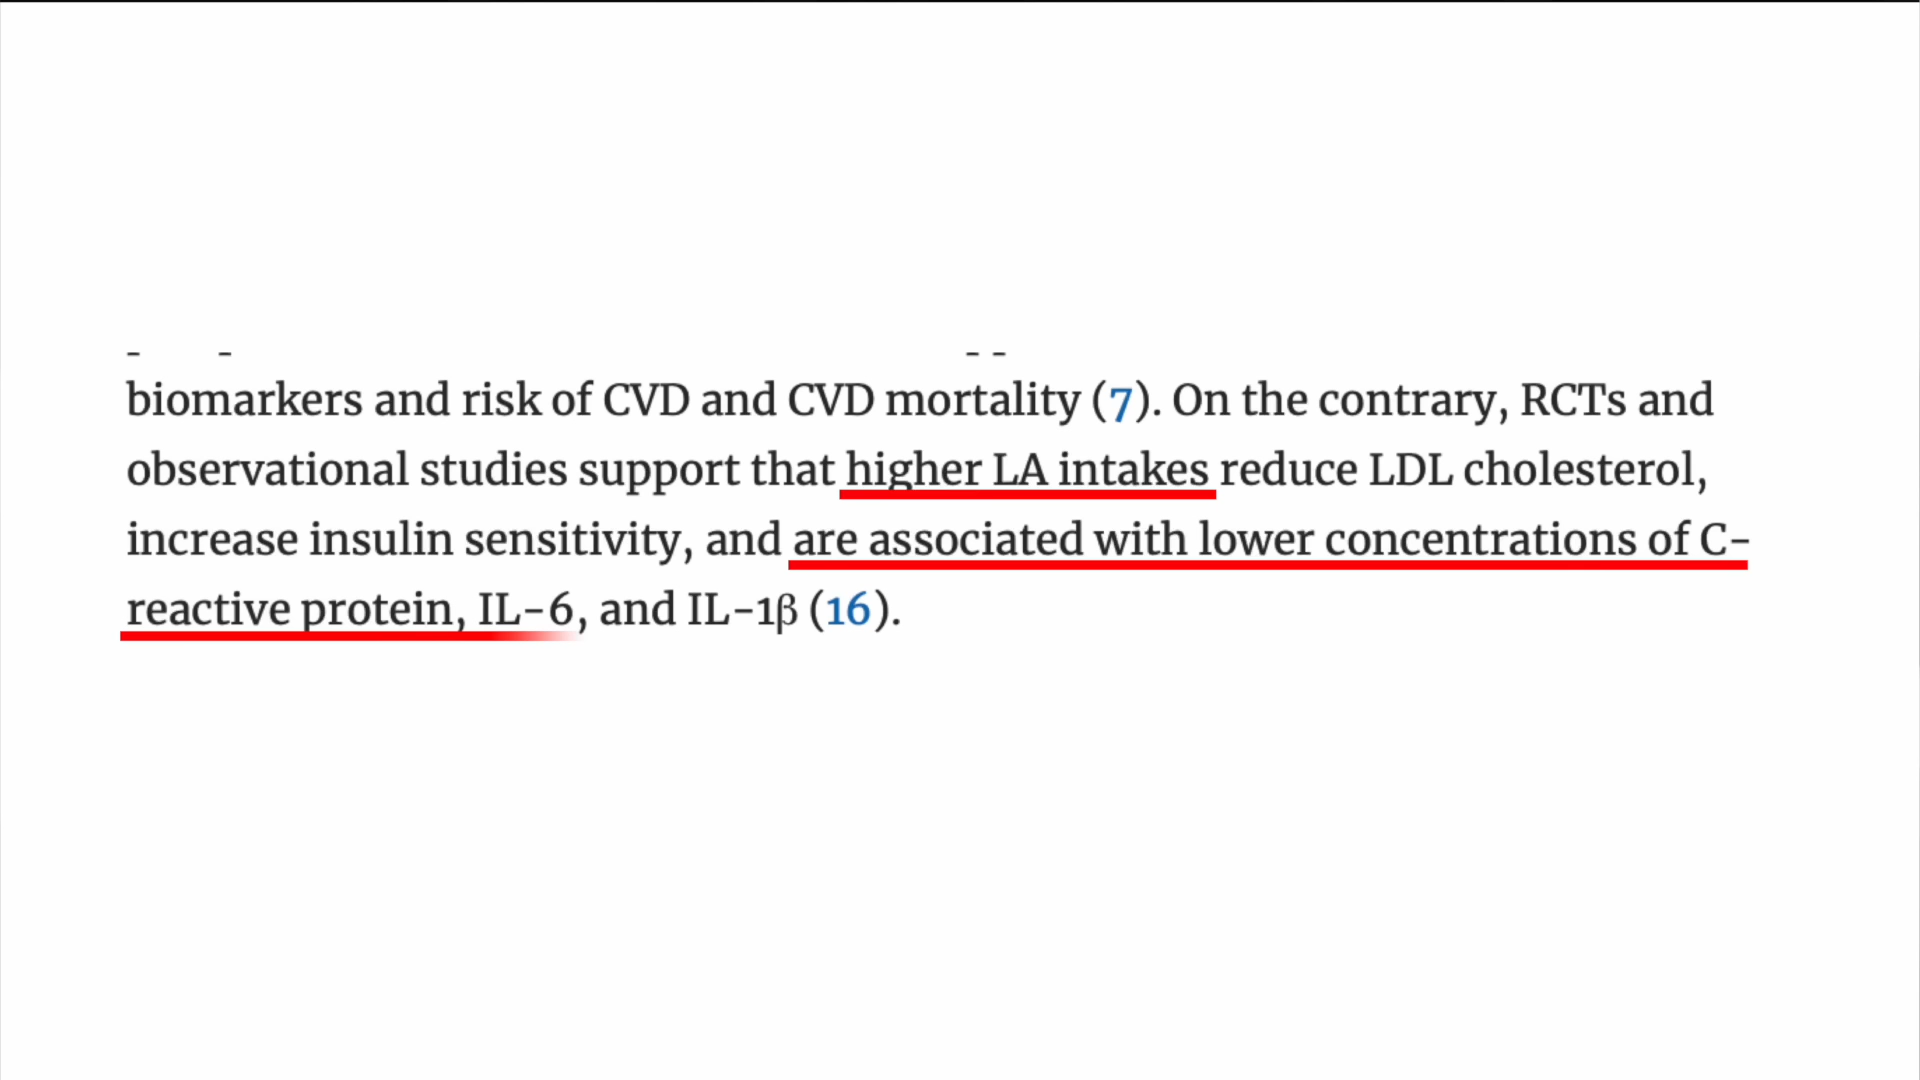 biomarkers and risk of CVD and CVD mortality (7). On the contrary, RCTs and
observational studies support that higher LA intakes reduce LDL cholesterol,
increase insulin sensitivity, and are associated with lower concentrations of C-
reactive protein, IL-6, and IL-1β (16).